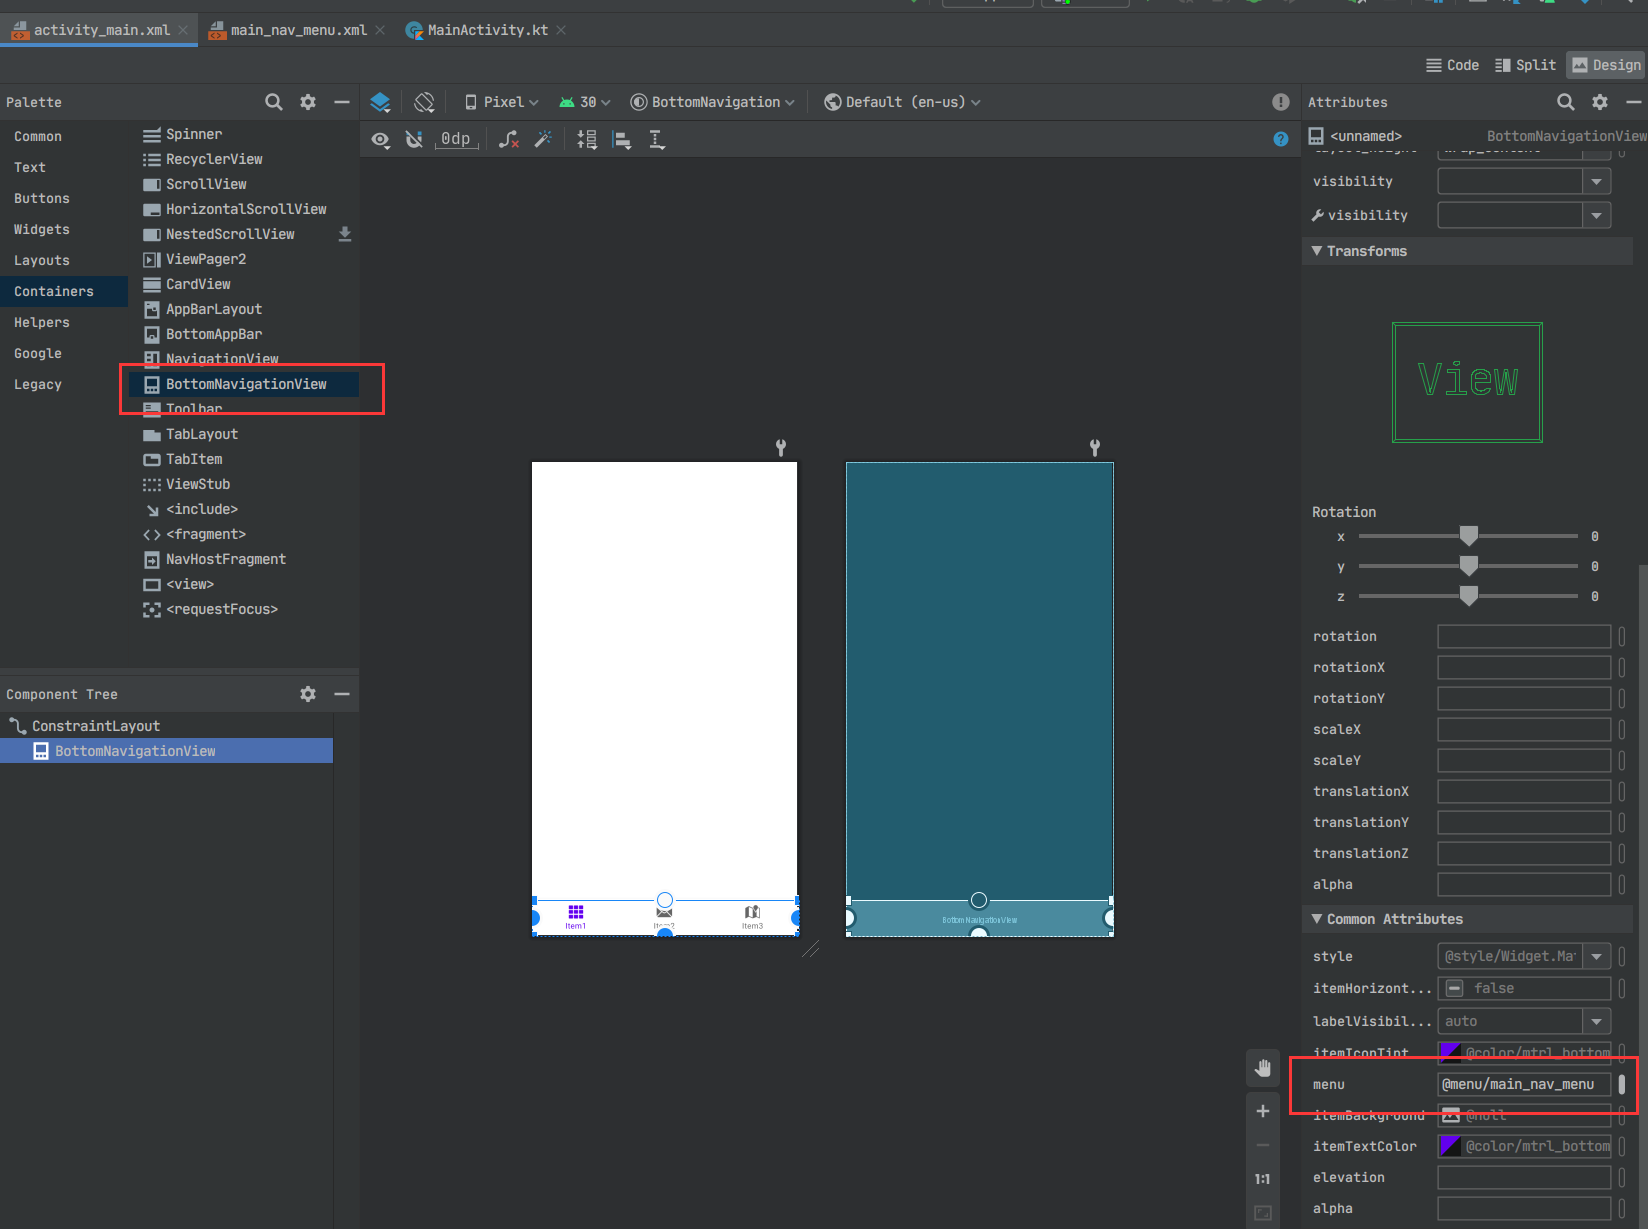 activity_main.xml
main_nav_menu.xml
MainActivity.kt
Code
Split
Design
Palette
Pixel
30
BottomNavigation
Default (en-us)
Attributes
0dp
<unnamed>
BottomNavigationView
Common
Text
Buttons
Widgets
Layouts
Containers
Helpers
Google
Legacy
Spinner
RecyclerView
ScrollView
HorizontalScrollView
NestedScrollView
ViewPager2
CardView
AppBarLayout
BottomAppBar
NavigationView
BottomNavigationView
Toolbar
TabLayout
TabItem
ViewStub
<include>
<fragment>
NavHostFragment
<view>
<requestFocus>
Component Tree
ConstraintLayout
BottomNavigationView
Item1
Item2
Item3
BottomNavigationView
layout_height wrap_content
visibility
visibility
Transforms
View
Rotation
x 0
y 0
z 0
rotation
rotationX
rotationY
scaleX
scaleY
translationX
translationY
translationZ
alpha
Common Attributes
style @style/Widget.Mat
itemHorizont... false
labelVisibil... auto
itemIconTint @color/mtrl_bottom
menu @menu/main_nav_menu
itemBackground @null
itemTextColor @color/mtrl_bottom
elevation
alpha
1:1